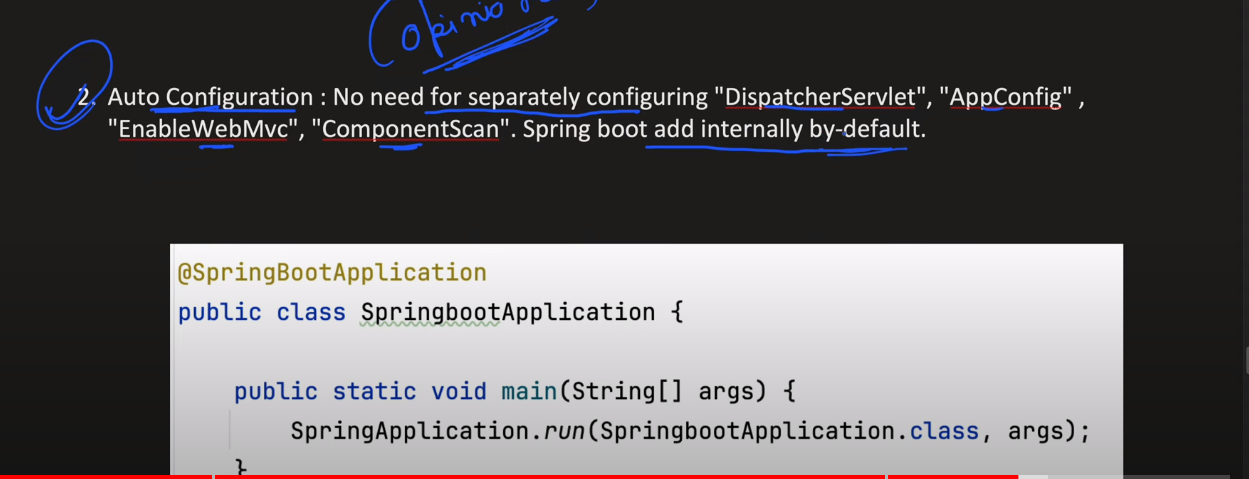 (opinio
2. Auto Configuration : No need for separately configuring "DispatcherServlet", "AppConfig" ,
"EnableWebMvc", "ComponentScan". Spring boot add internally by-default.
@SpringBootApplication
public class SpringbootApplication {
public static void main(String[] args) {
SpringApplication.run(SpringbootApplication.class, args);
}